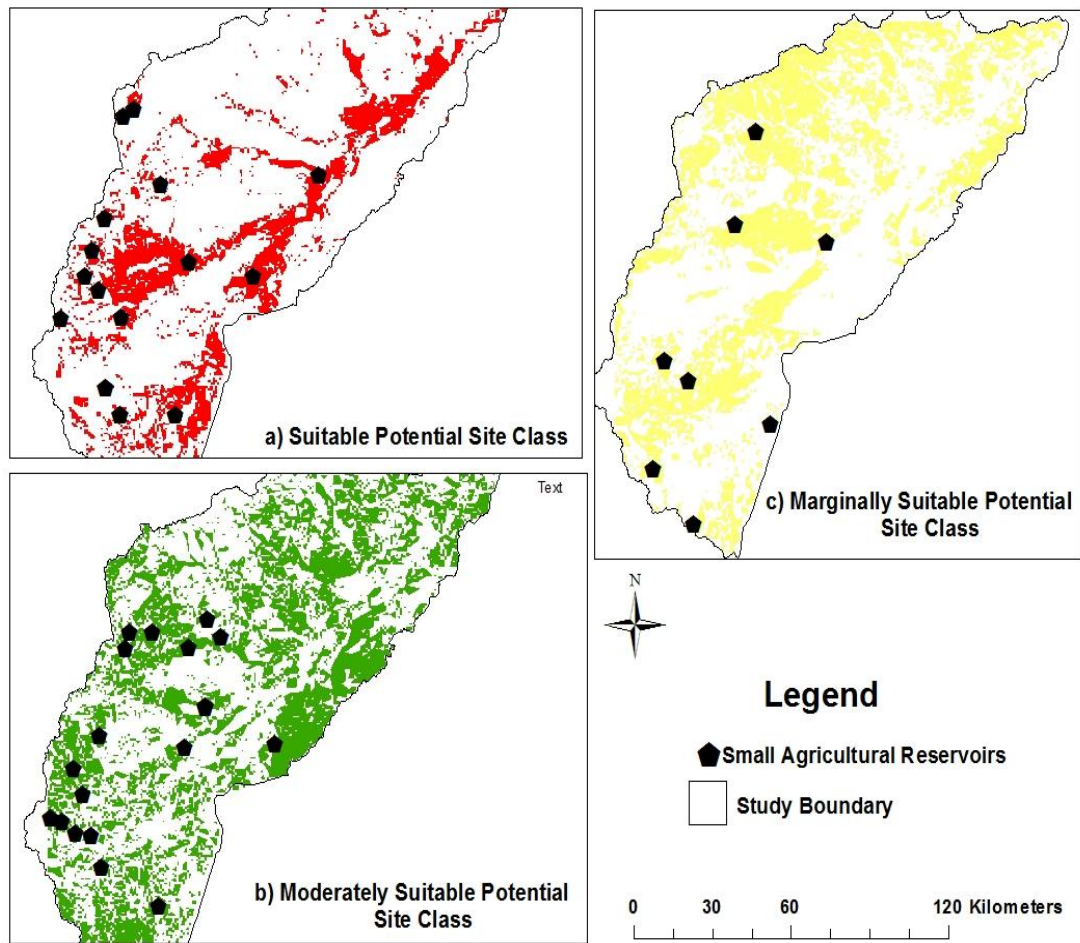 a) Suitable Potential Site Class
Text
b) Moderately Suitable Potential
Site Class
c) Marginally Suitable Potential
Site Class
N
Legend
Small Agricultural Reservoirs
Study Boundary
0 30 60 120 Kilometers